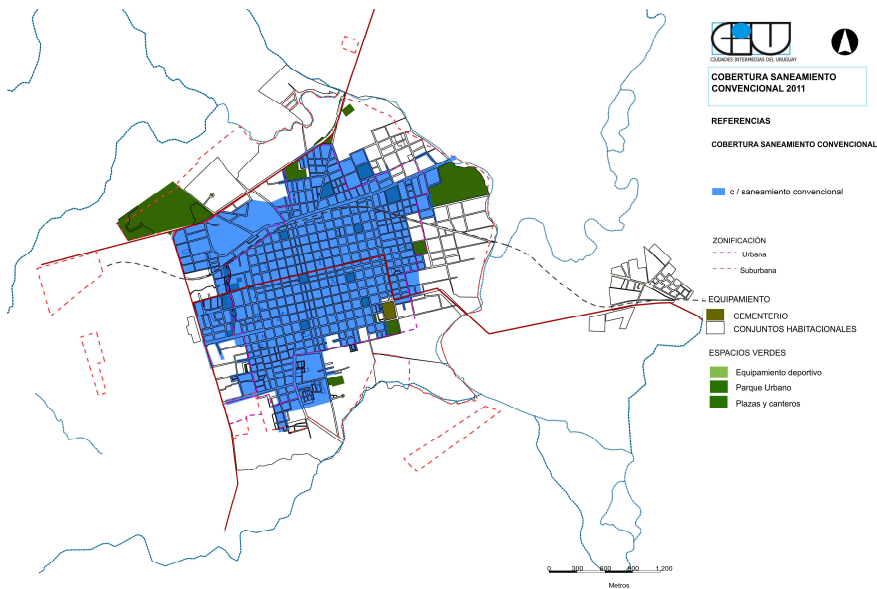 CIUDADES INTERMEDIAS DEL URUGUAY
COBERTURA SANEAMIENTO
CONVENCIONAL 2011
REFERENCIAS
COBERTURA SANEAMIENTO CONVENCIONAL
c / saneamiento convencional
ZONIFICACIÓN
Urbana
Suburbana
EQUIPAMIENTO
CEMENTERIO
CONJUNTOS HABITACIONALES
ESPACIOS VERDES
Equipamiento deportivo
Parque Urbano
Plazas y canteros
0 300 600 900 1,200
Metros